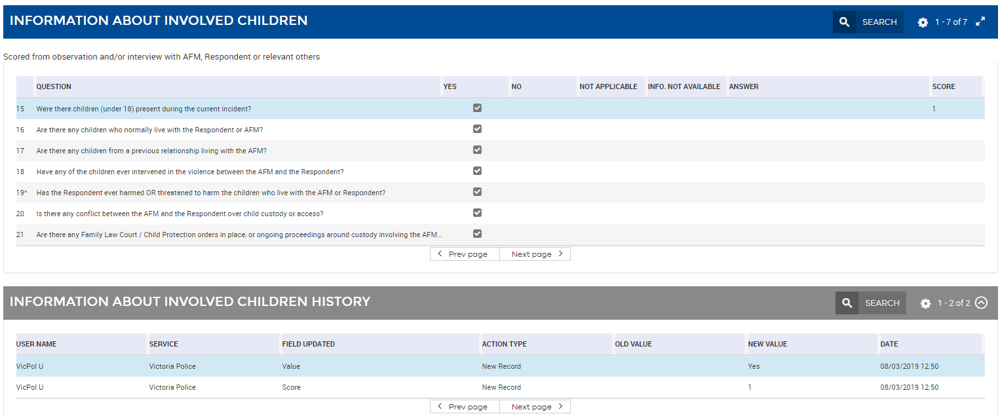 INFORMATION ABOUT INVOLVED CHILDREN SEARCH 1 - 7 of 7
Scored from observation and/or interview with AFM, Respondent or relevant others
QUESTION YES NO NOT APPLICABLE INFO. NOT AVAILABLE ANSWER SCORE
15 Were there children (under 18) present during the current incident? 1
16 Are there any children who normally live with the Respondent or AFM?
17 Are there any children from a previous relationship living with the AFM?
18 Have any of the children ever intervened in the violence between the AFM and the Respondent?
19* Has the Respondent ever harmed OR threatened to harm the children who live with the AFM or Respondent?
20 Is there any conflict between the AFM and the Respondent over child custody or access?
21 Are there any Family Law Court / Child Protection orders in place, or ongoing proceedings around custody involving the AFM...
Prev page Next page
INFORMATION ABOUT INVOLVED CHILDREN HISTORY SEARCH 1 - 2 of 2
USER NAME SERVICE FIELD UPDATED ACTION TYPE OLD VALUE NEW VALUE DATE
VicPol U Victoria Police Value New Record Yes 08/03/2019 12:50
VicPol U Victoria Police Score New Record 1 08/03/2019 12:50
Prev page Next page